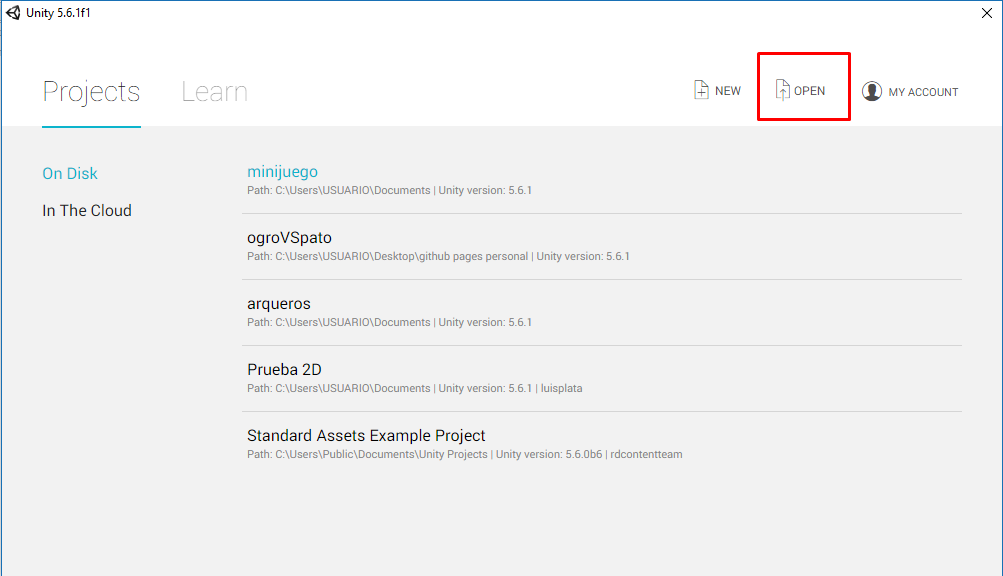 Unity 5.6.1f1
Projects Learn NEW OPEN MY ACCOUNT
On Disk
In The Cloud
minijuego
Path: C:\Users\USUARIO\Documents | Unity version: 5.6.1
ogroVSpato
Path: C:\Users\USUARIO\Desktop\github pages personal | Unity version: 5.6.1
arqueros
Path: C:\Users\USUARIO\Documents | Unity version: 5.6.1
Prueba 2D
Path: C:\Users\USUARIO\Documents | Unity version: 5.6.1 | luisplata
Standard Assets Example Project
Path: C:\Users\Public\Documents\Unity Projects | Unity version: 5.6.0b6 | rdcontentteam